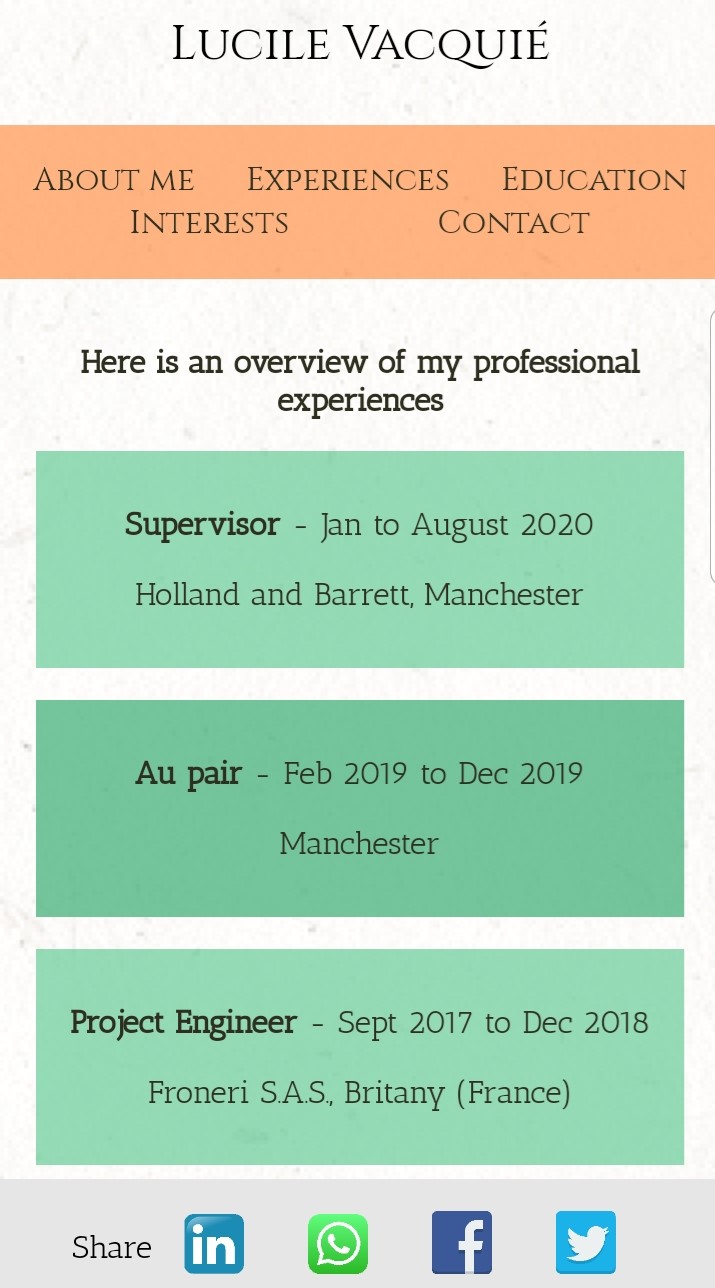 Lucile Vacquié
About me Experiences Education
Interests Contact
Here is an overview of my professional
experiences
Supervisor - Jan to August 2020
Holland and Barrett, Manchester
Au pair - Feb 2019 to Dec 2019
Manchester
Project Engineer - Sept 2017 to Dec 2018
Froneri S.A.S., Britany (France)
Share in f